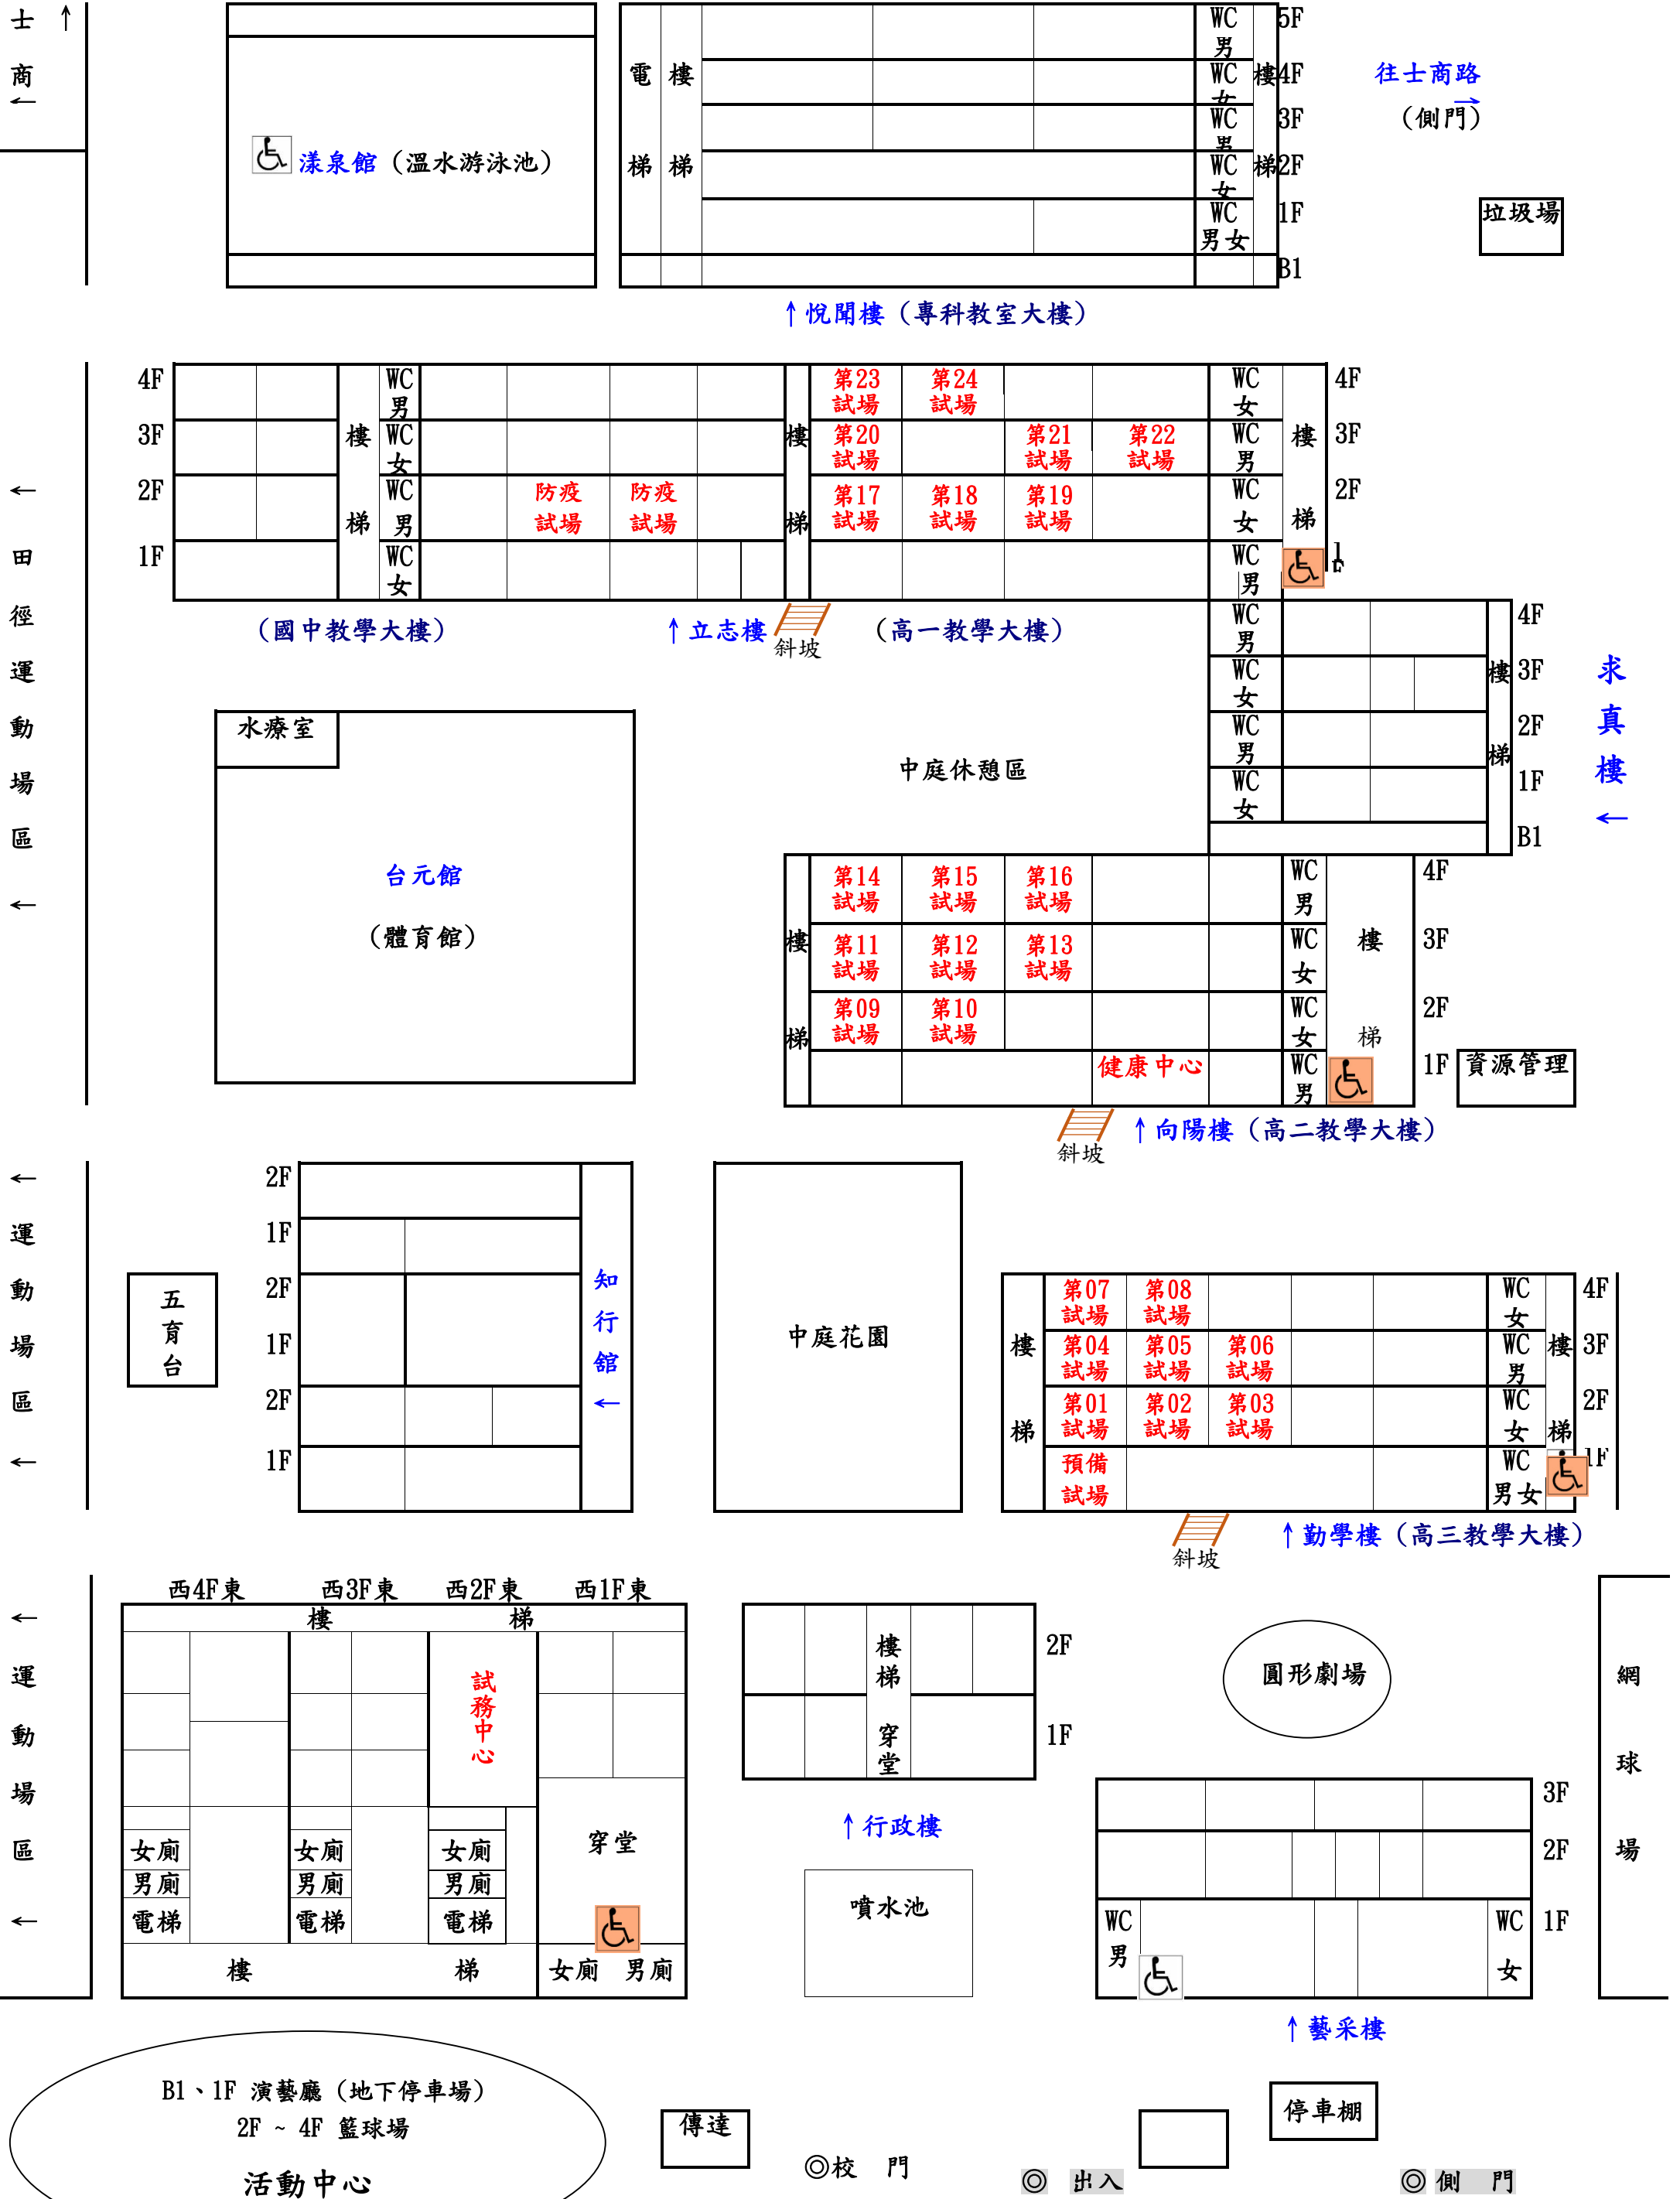 士 ↑
商
←
漾泉館（溫水游泳池）
電 樓
梯 梯
WC 5F
男
WC 樓 4F
女
WC 3F
男
WC 梯 2F
女
WC 1F
男女
B1
往士商路
→
（側門）
垃圾場
↑悅聞樓（專科教室大樓）
4F WC 第23 第24 WC 4F
男 試場 試場 女
3F 樓 WC 樓 第20 第21 第22 WC 樓 3F
女 試場 試場 試場 男
2F WC 防疫 防疫 第17 第18 第19 WC 2F
梯 男 試場 試場 梯 試場 試場 試場 女 梯
1F WC WC 1F
女 男
（國中教學大樓） ↑立志樓 斜坡 （高一教學大樓）
←
田
徑
運
動
場
區
←
WC 4F
男
WC 樓 3F
女
WC 2F
男 梯
WC 1F
女
B1
求
真
樓
←
水療室
中庭休憩區
台元館
（體育館）
第14 第15 第16 WC 4F
試場 試場 試場 男
樓 第11 第12 第13 WC 樓 3F
試場 試場 試場 女
第09 第10 WC 2F
梯 試場 試場 女 梯
健康中心 WC 1F
男
資源管理
斜坡 ↑向陽樓（高二教學大樓）
←
運
動
場
區
←
五
育
台
2F
1F
2F
1F
2F
1F
知
行
舘
←
中庭花園
第07 第08 WC 4F
試場 試場 女
樓 第04 第05 第06 WC 樓 3F
試場 試場 試場 男
第01 第02 第03 WC 2F
梯 試場 試場 試場 女 梯
預備 WC 1F
試場 男女
斜坡 ↑勤學樓（高三教學大樓）
←
運
動
場
區
←
西4F東 西3F東 西2F東 西1F東
樓 梯
試
務
中
心
穿堂
女廁 女廁 女廁
男廁 男廁 男廁
電梯 電梯 電梯
樓 梯 女廁 男廁
樓
梯 2F
穿
堂 1F
↑行政樓
噴水池
圓形劇場
網
球
場
3F
2F
WC WC 1F
男 女
↑藝采樓
B1、1F 演藝廳（地下停車場）
2F ~ 4F 籃球場
活動中心
傳達
◎校 門
◎ 出入
停車棚
◎ 側 門